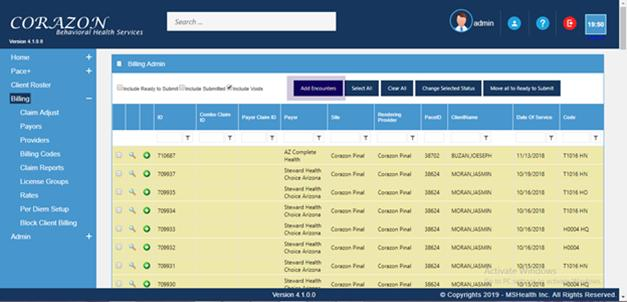 CORAZON
Behavioral Health Services
Version 4.1.0.0
Search ...
admin
19:50
Home +
Pace+ +
Client Roster
Billing −
Claim Adjust
Payors
Providers
Billing Codes
Claim Reports
License Groups
Rates
Per Diem Setup
Block Client Billing
Admin +
Billing Admin
Include Ready to Submit Include Submitted Include Voids
Add Encounters Select All Clear All Change Selected Status Move all to Ready to Submit
ID Combo Claim ID Payor Claim ID Payor Site Rendering Provider PaceID ClientName Date Of Service Code
710687 AZ Complete Health Corazon Pinal Corazon Pinal 38702 BUZAN,JOESEPH 11/13/2018 T1016 HN
709937 Steward Health Choice Arizona Corazon Pinal Corazon Pinal 38624 MORAN,JASMIN 10/19/2018 T1016 HN
709935 Steward Health Choice Arizona Corazon Pinal Corazon Pinal 38624 MORAN,JASMIN 10/16/2018 T1016 HO
709934 Steward Health Choice Arizona Corazon Pinal Corazon Pinal 38624 MORAN,JASMIN 10/16/2018 T1016 HN
709933 Steward Health Choice Arizona Corazon Pinal Corazon Pinal 38624 MORAN,JASMIN 10/16/2018 H0004 HQ
709932 Steward Health Choice Arizona Corazon Pinal Corazon Pinal 38624 MORAN,JASMIN 10/16/2018 H0004
709931 Steward Health Choice Arizona Corazon Pinal Corazon Pinal 38624 MORAN,JASMIN 10/15/2018 T1016 HN
709930 Steward Health Corazon Pinal Corazon Pinal 38624 MORAN,JASMIN 10/15/2018 H0004 HO
Activate Windows
Version 4.1.0.0
© Copyrights 2019 - MSHealth Inc. All Rights Reserved.